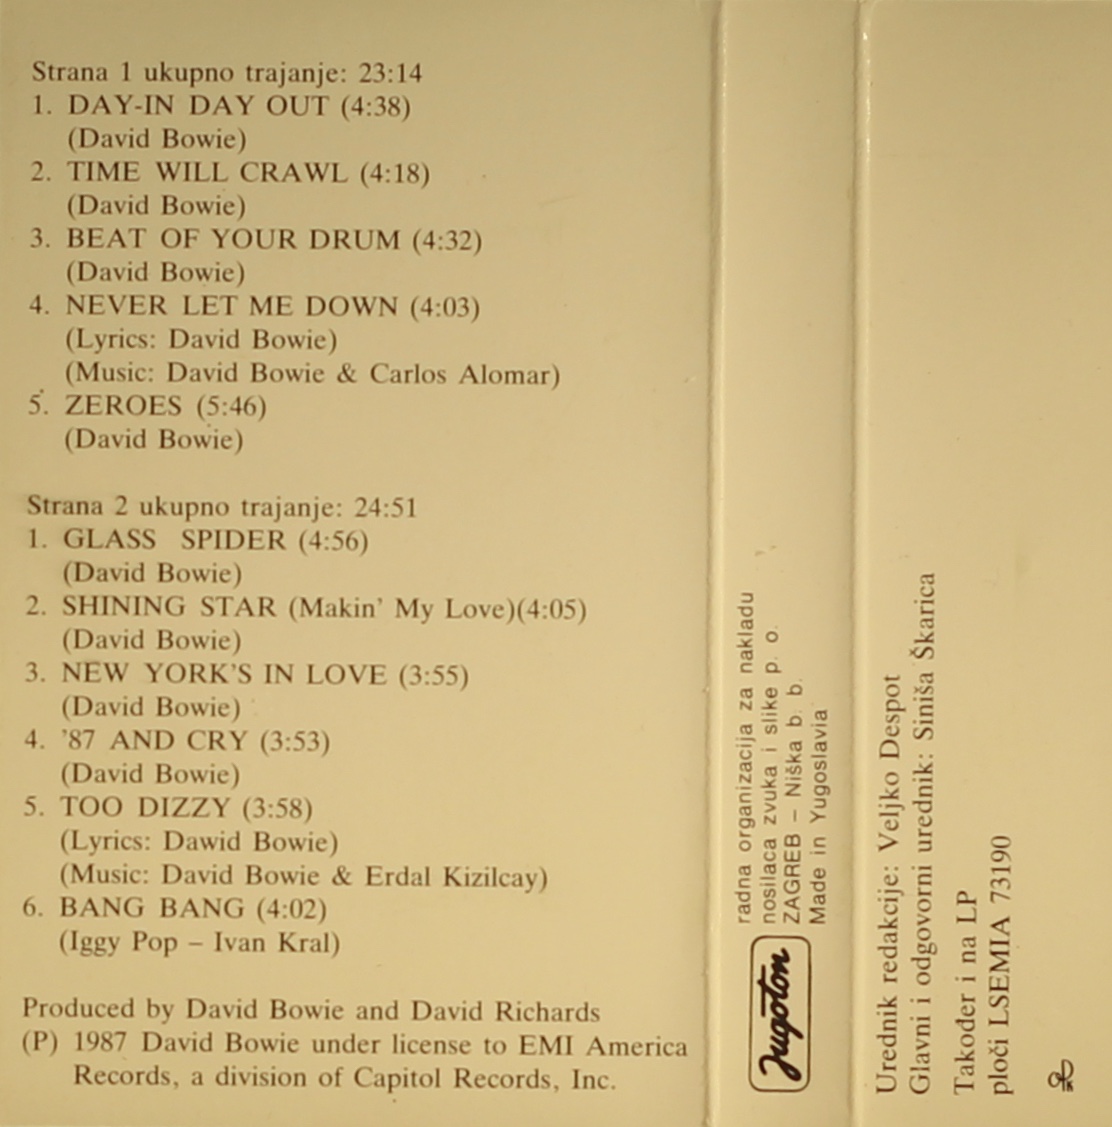 Strana 1 ukupno trajanje: 23:14
1. DAY-IN DAY OUT (4:38)
(David Bowie)
2. TIME WILL CRAWL (4:18)
(David Bowie)
3. BEAT OF YOUR DRUM (4:32)
(David Bowie)
4. NEVER LET ME DOWN (4:03)
(Lyrics: David Bowie)
(Music: David Bowie & Carlos Alomar)
5. ZEROES (5:46)
(David Bowie)
Strana 2 ukupno trajanje: 24:51
1. GLASS SPIDER (4:56)
(David Bowie)
2. SHINING STAR (Makin' My Love)(4:05)
(David Bowie)
3. NEW YORK'S IN LOVE (3:55)
(David Bowie)
4. '87 AND CRY (3:53)
(David Bowie)
5. TOO DIZZY (3:58)
(Lyrics: Dawid Bowie)
(Music: David Bowie & Erdal Kizilcay)
6. BANG BANG (4:02)
(Iggy Pop – Ivan Kral)
Produced by David Bowie and David Richards
(P) 1987 David Bowie under license to EMI America
Records, a division of Capitol Records, Inc.
Jugoton
radna organizacija za nakladu
nosilaca zvuka i slike p. o.
ZAGREB – Niška b. b.
Made in Yugoslavia
Urednik redakcije: Veljko Despot
Glavni i odgovorni urednik: Siniša Škarica
Također i na LP
ploči LSEMIA 73190